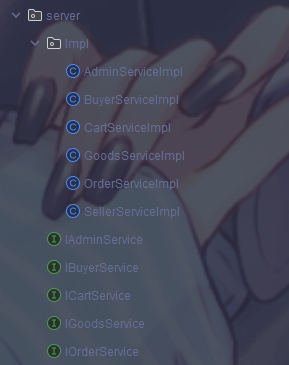 server
Impl
AdminServiceImpl
BuyerServiceImpl
CartServiceImpl
GoodsServiceImpl
OrderServiceImpl
SellerServiceImpl
IAdminService
IBuyerService
ICartService
IGoodsService
IOrderService